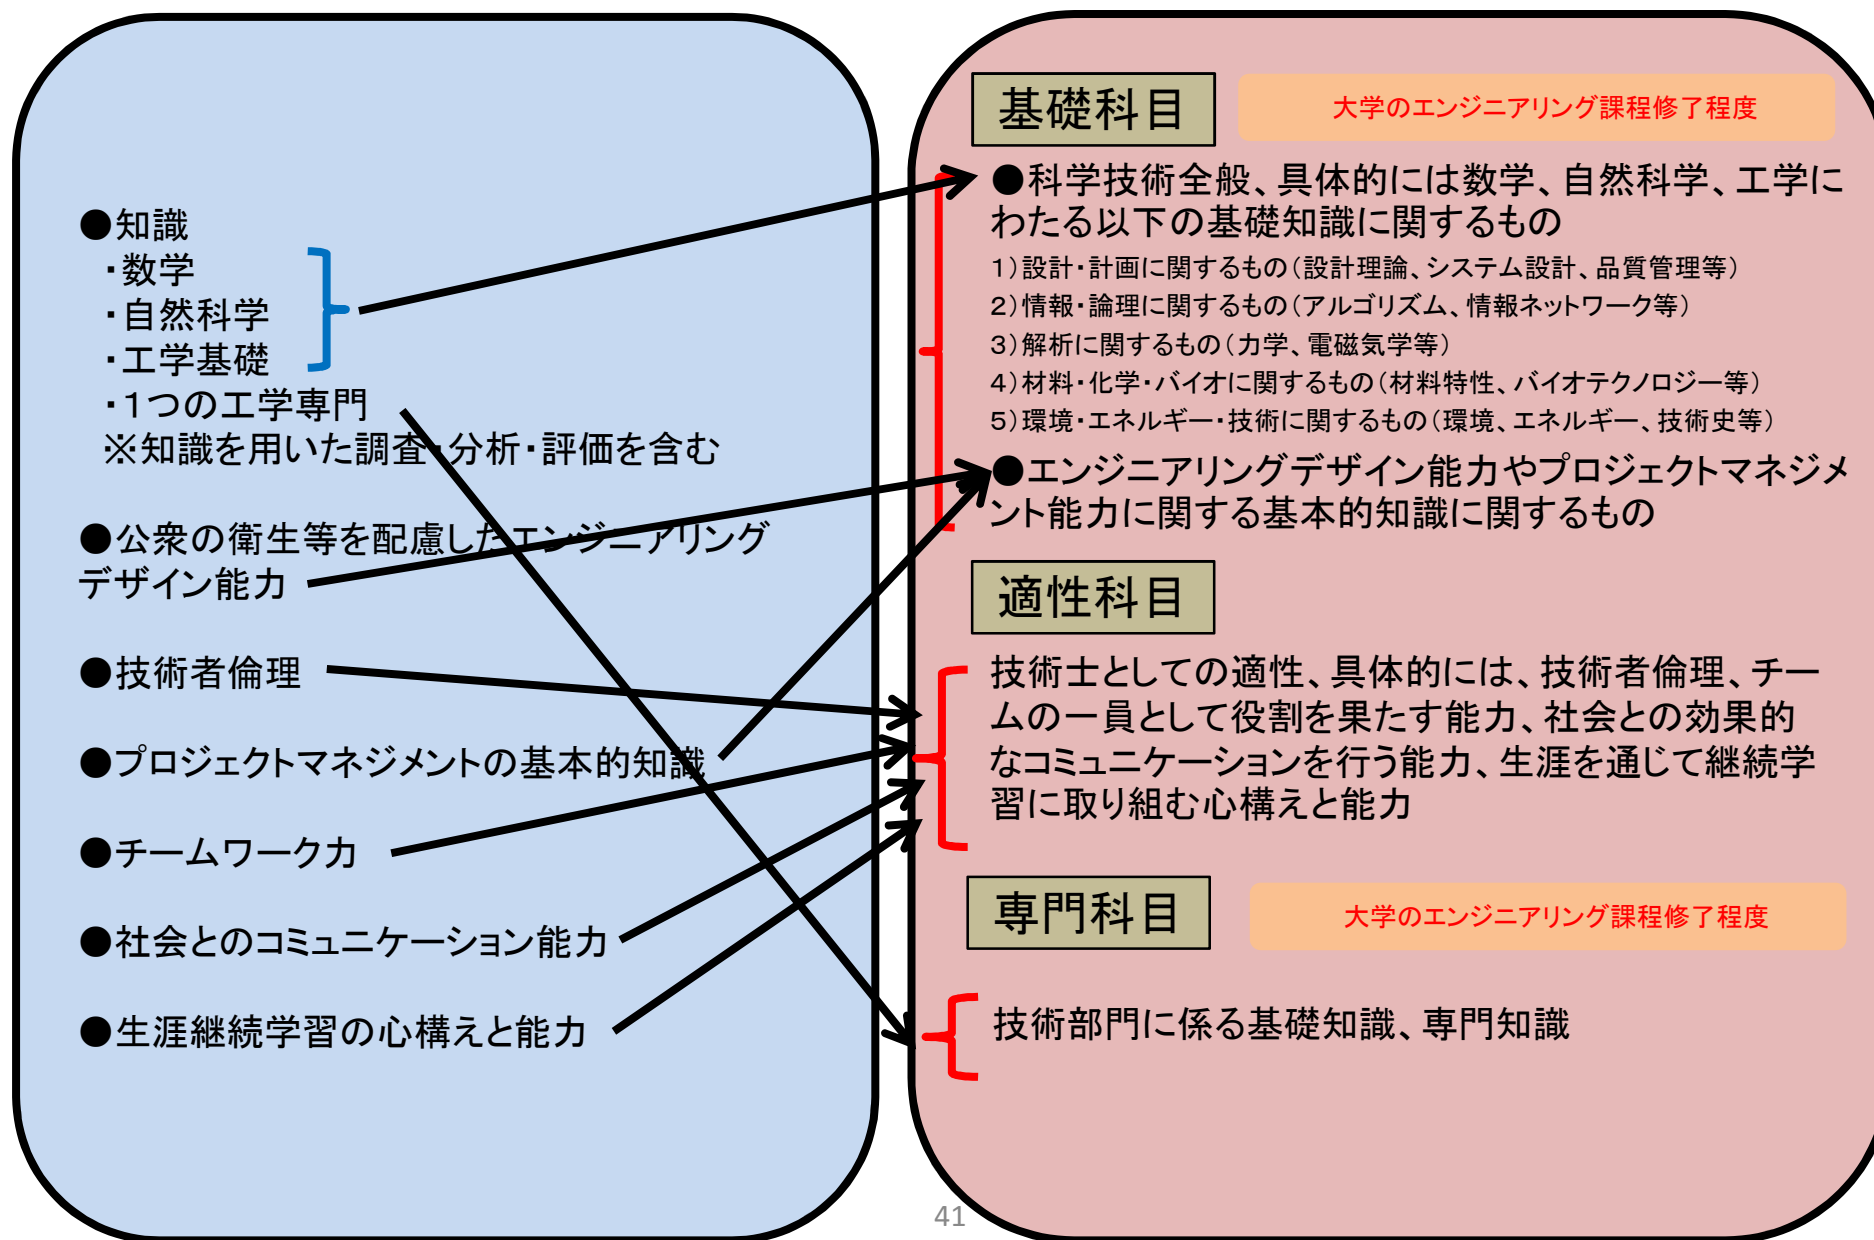 ●知識
・数学
・自然科学
・工学基礎
・1つの工学専門
※知識を用いた調査・分析・評価を含む
●公衆の衛生等を配慮したエンジニアリング
デザイン能力
●技術者倫理
●プロジェクトマネジメントの基本的知識
●チームワーク力
●社会とのコミュニケーション能力
●生涯継続学習の心構えと能力
基礎科目
大学のエンジニアリング課程修了程度
●科学技術全般、具体的には数学、自然科学、工学に
わたる以下の基礎知識に関するもの
1)設計・計画に関するもの(設計理論、システム設計、品質管理等)
2)情報・論理に関するもの(アルゴリズム、情報ネットワーク等)
3)解析に関するもの(力学、電磁気学等)
4)材料・化学・バイオに関するもの(材料特性、バイオテクノロジー等)
5)環境・エネルギー・技術に関するもの(環境、エネルギー、技術史等)
●エンジニアリングデザイン能力やプロジェクトマネジメ
ント能力に関する基本的知識に関するもの
適性科目
技術士としての適性、具体的には、技術者倫理、チー
ムの一員として役割を果たす能力、社会との効果的
なコミュニケーションを行う能力、生涯を通じて継続学
習に取り組む心構えと能力
専門科目
大学のエンジニアリング課程修了程度
技術部門に係る基礎知識、専門知識
41